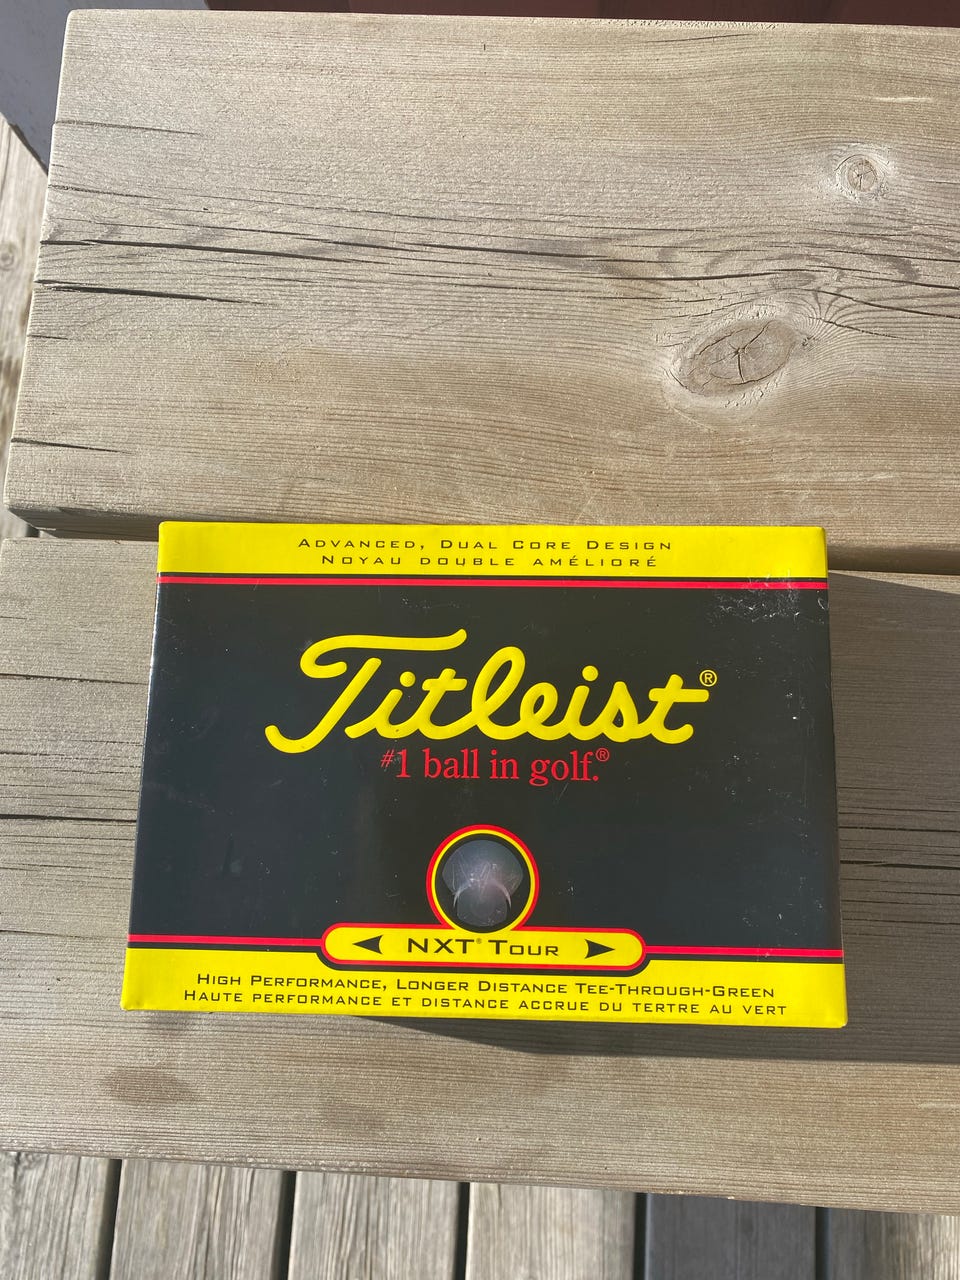 Advanced, Dual Core Design
Noyau double amélioré
Titleist®
#1 ball in golf.®
NXT® Tour
High Performance, Longer Distance Tee-Through-Green
Haute performance et distance accrue du tertre au vert